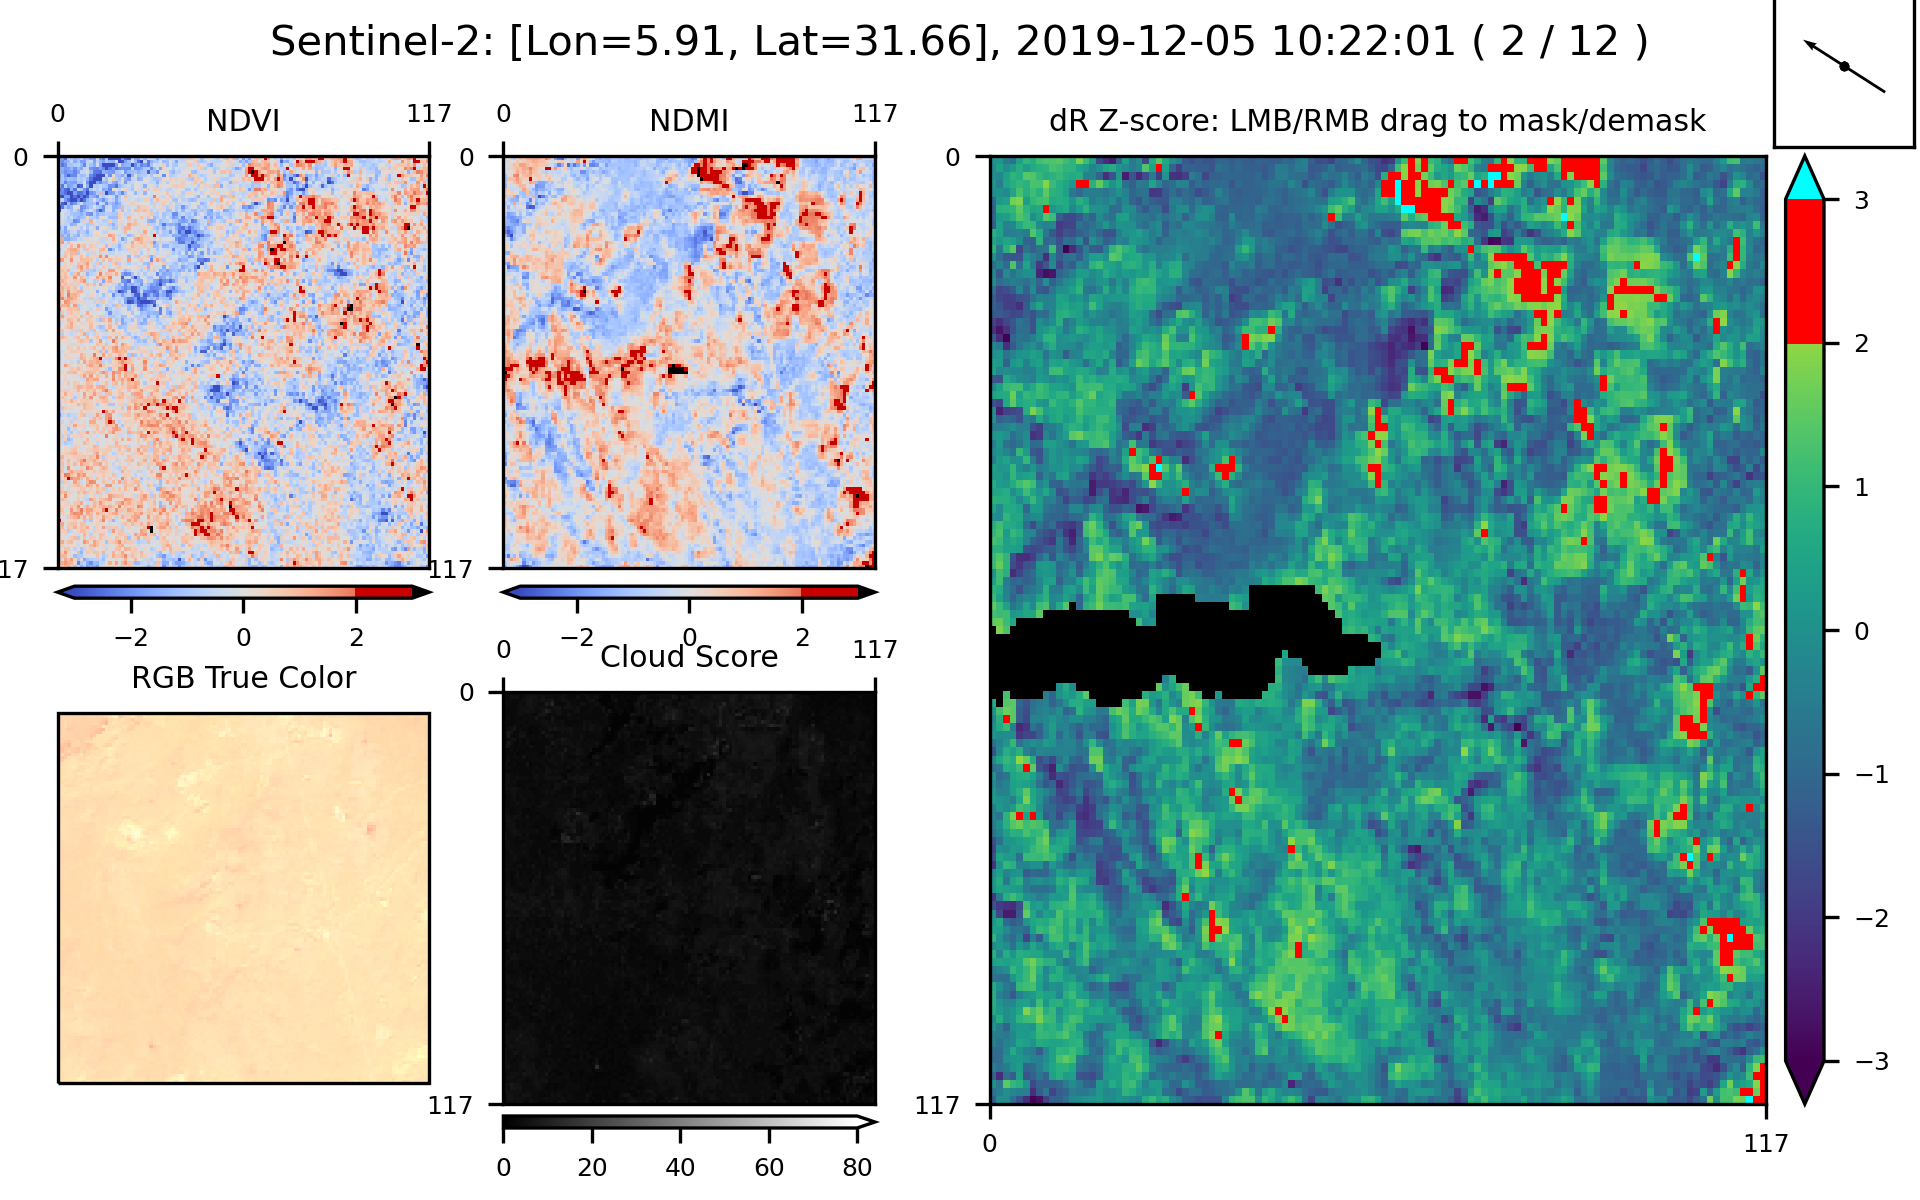 Sentinel-2: [Lon=5.91, Lat=31.66], 2019-12-05 10:22:01 ( 2 / 12 )
0 NDVI 117
0
17
−2 0 2
0 NDMI 117
0
117
−2 0 2
dR Z-score: LMB/RMB drag to mask/demask
0
117
0 117
3
2
1
0
−1
−2
−3
RGB True Color
0 Cloud Score 117
0
117
0 20 40 60 80